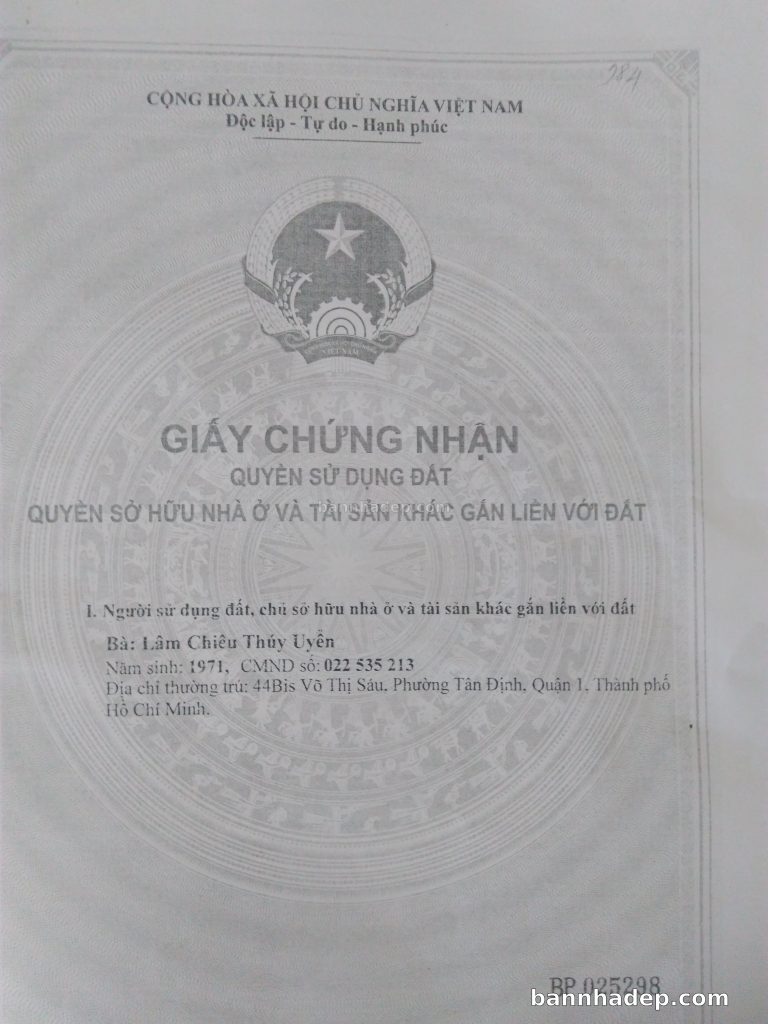 284
CỘNG HÒA XÃ HỘI CHỦ NGHĨA VIỆT NAM
Độc lập - Tự do - Hạnh phúc
VIỆT NAM
GIẤY CHỨNG NHẬN
QUYỀN SỬ DỤNG ĐẤT
bannhadep.com
QUYỀN SỞ HỮU NHÀ Ở VÀ TÀI SẢN KHÁC GẮN LIỀN VỚI ĐẤT
I. Người sử dụng đất, chủ sở hữu nhà ở và tài sản khác gắn liền với đất
Bà: Lâm Chiêu Thúy Uyển
Năm sinh: 1971, CMND số: 022 535 213
Địa chỉ thường trú: 44Bis Võ Thị Sáu, Phường Tân Định, Quận 1, Thành phố
Hồ Chí Minh.
BP 025298
bannhadep.com